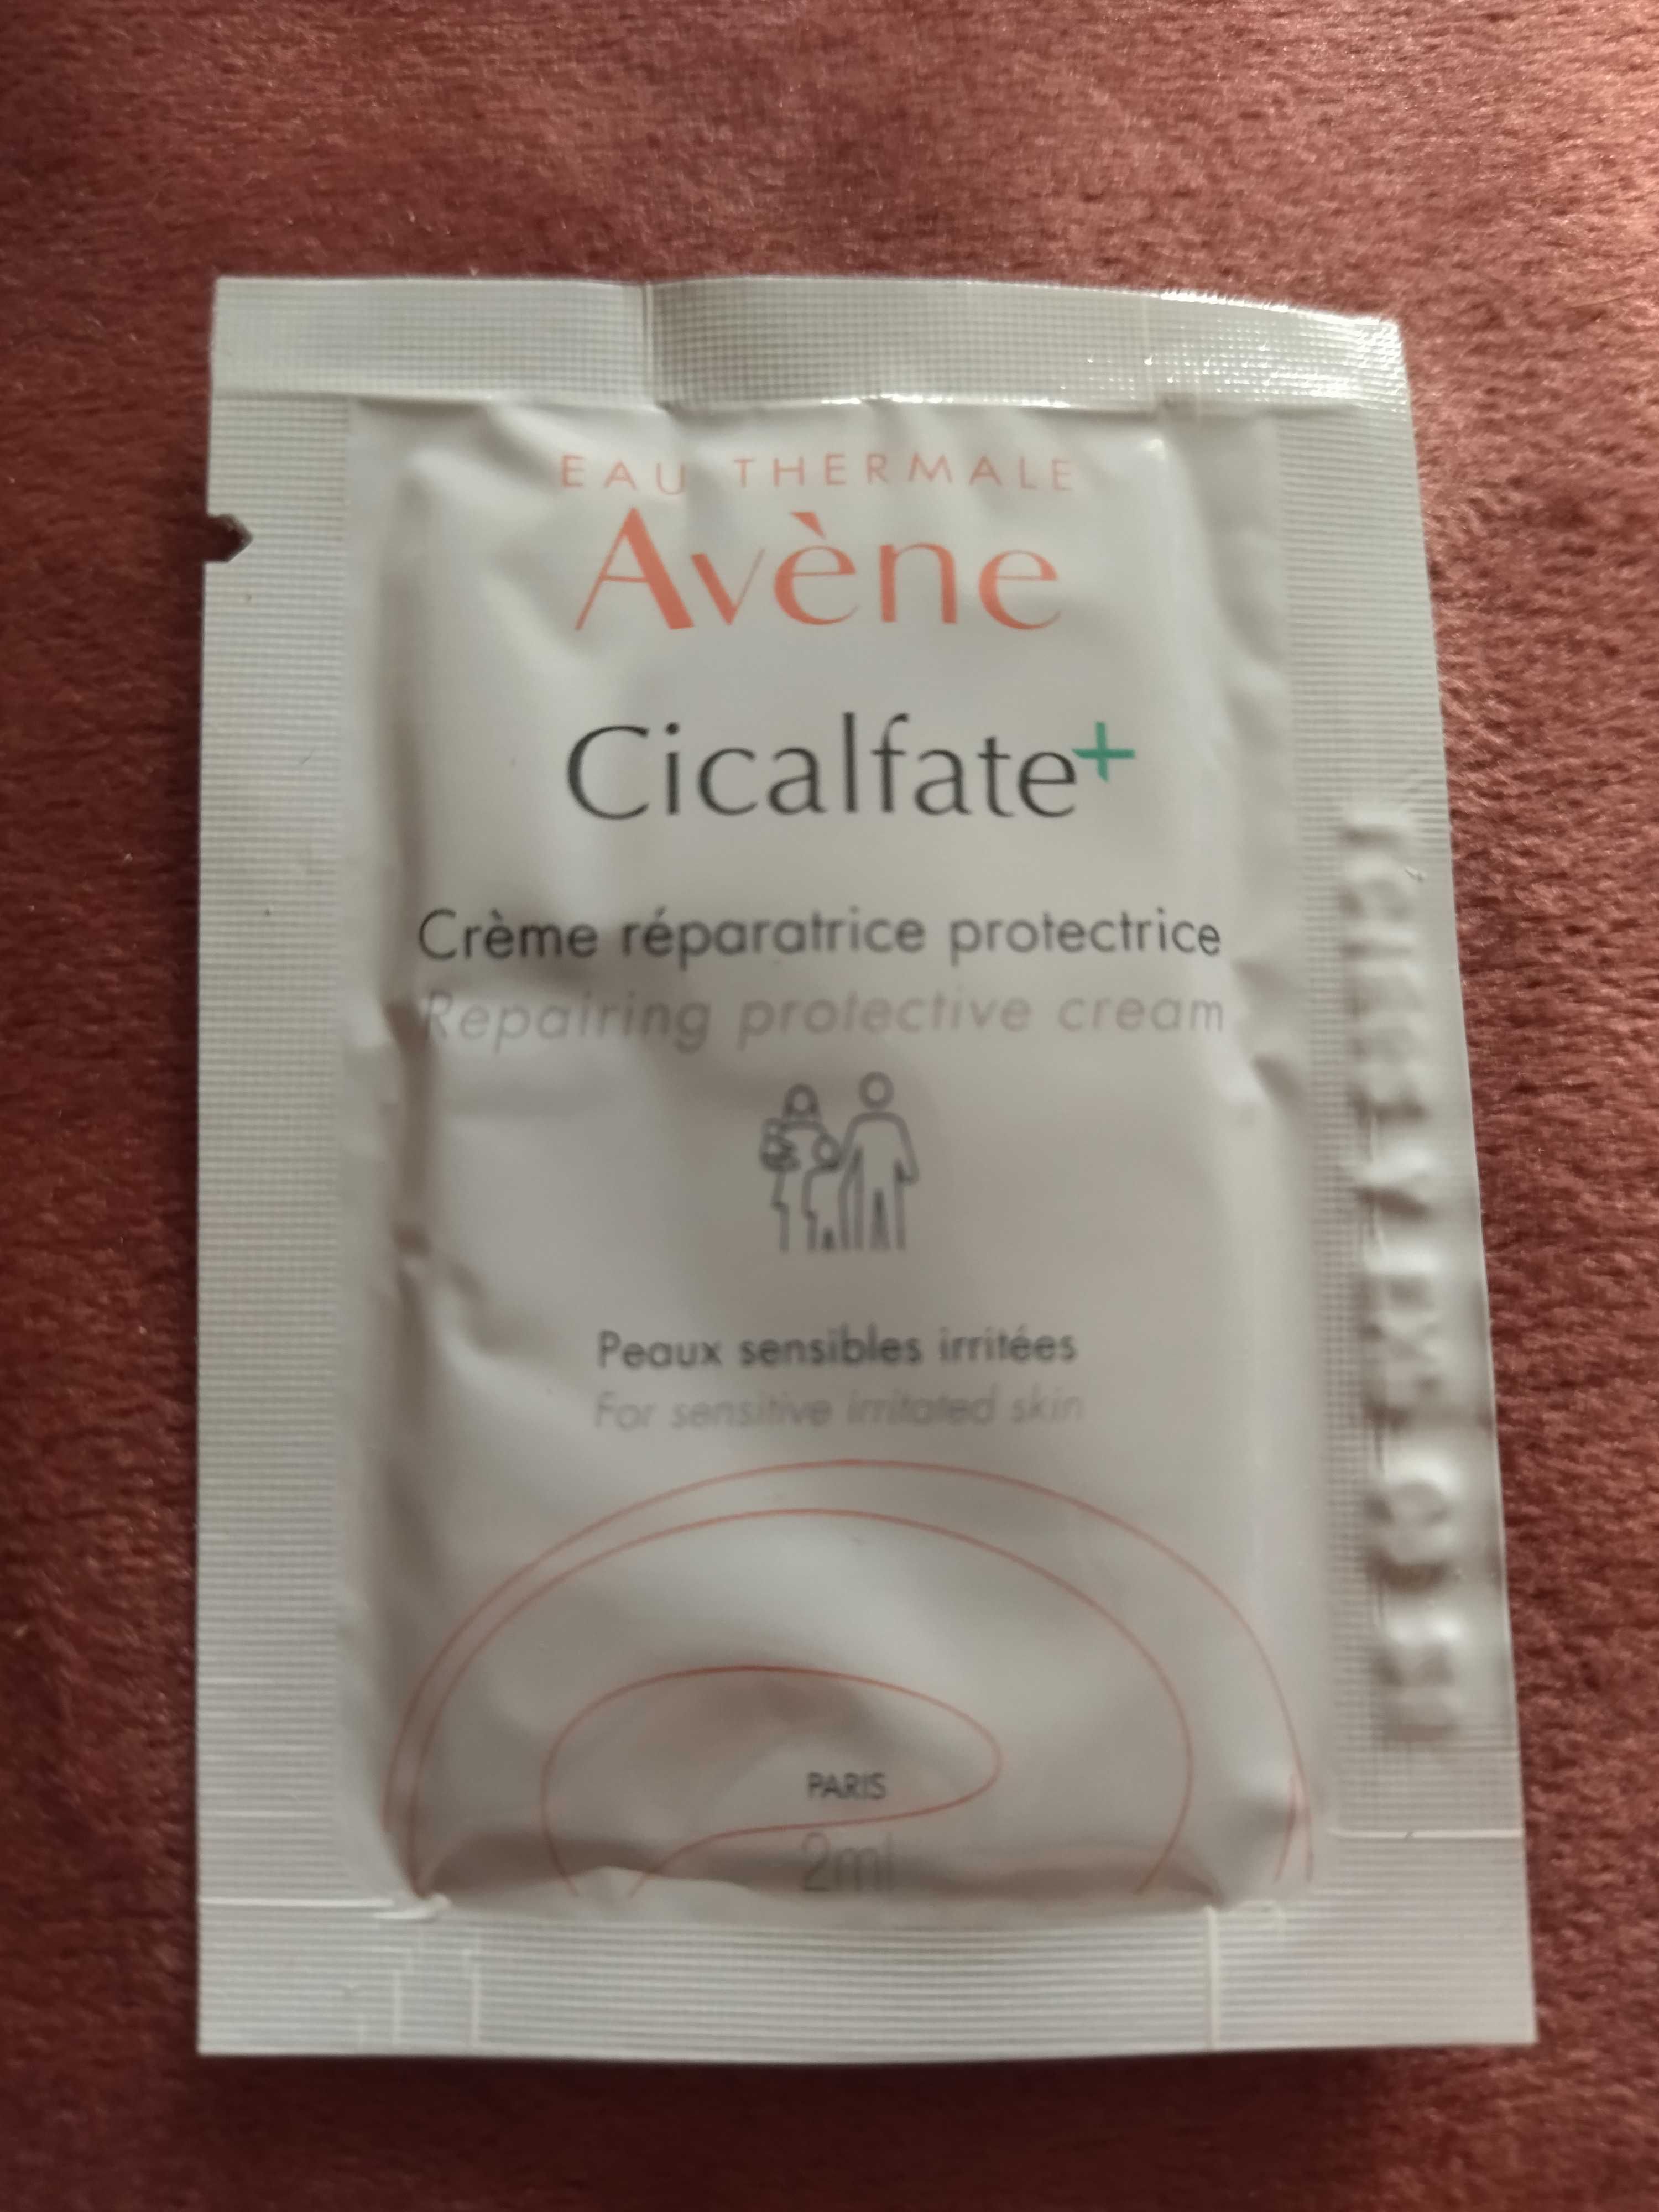 EAU THERMALE
Avène
Cicalfate+
Crème réparatrice protectrice
Repairing protective cream
Peaux sensibles irritées
For sensitive irritated skin
PARIS
2ml